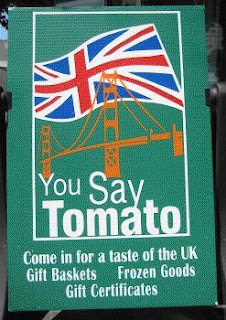 You Say
Tomato
Come in for a taste of the UK
Gift Baskets Frozen Goods
Gift Certificates